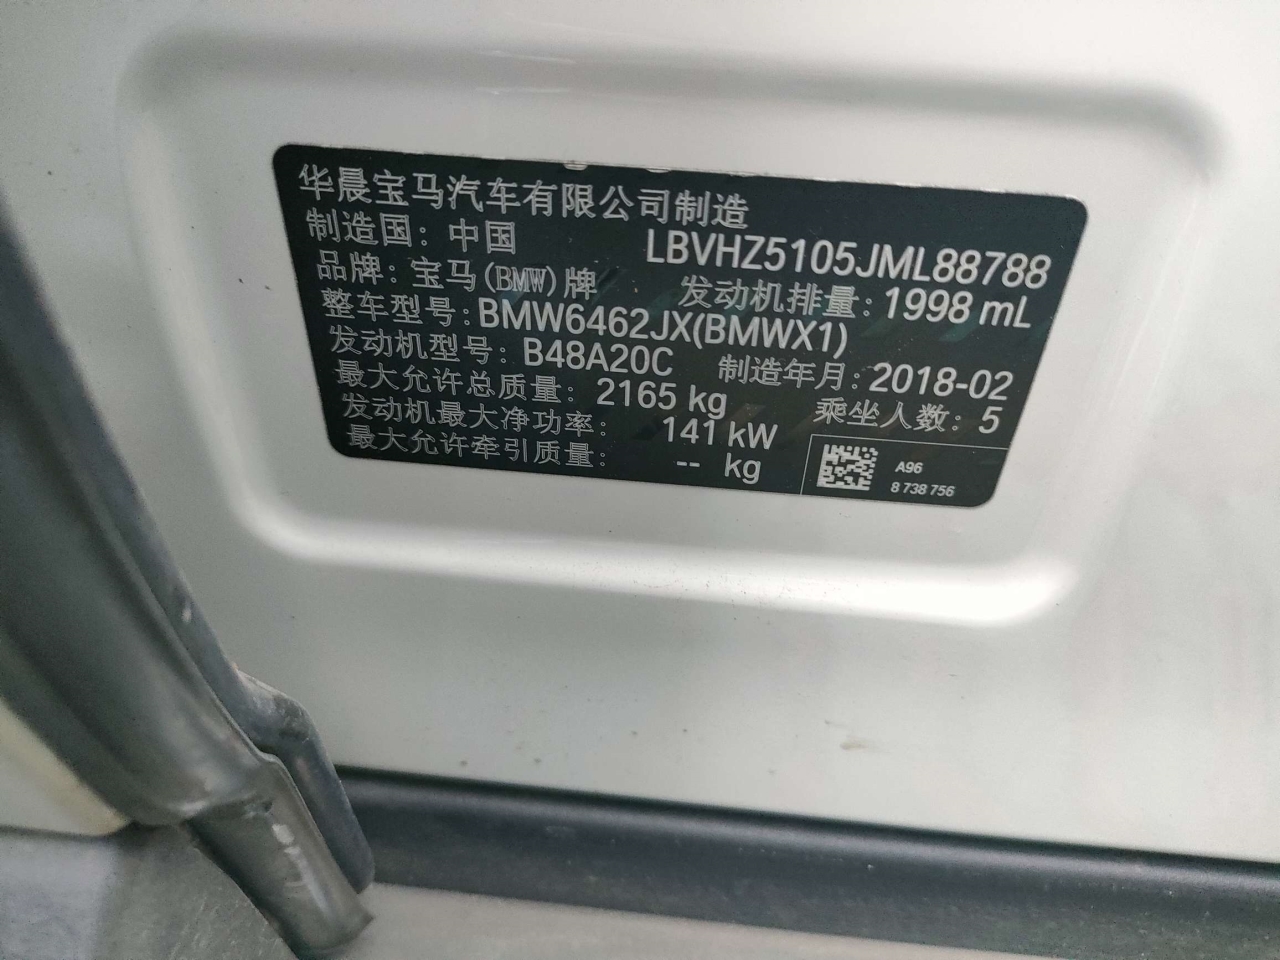 华晨宝马汽车有限公司制造
制造国：中国 LBVHZ5105JML88788
品牌：宝马(BMW)牌 发动机排量：1998 mL
整车型号：BMW6462JX(BMWX1)
发动机型号：B48A20C 制造年月：2018-02
最大允许总质量：2165 kg 乘坐人数：5
发动机最大净功率：141 kW
最大允许牵引质量：-- kg
A96
8 738 756